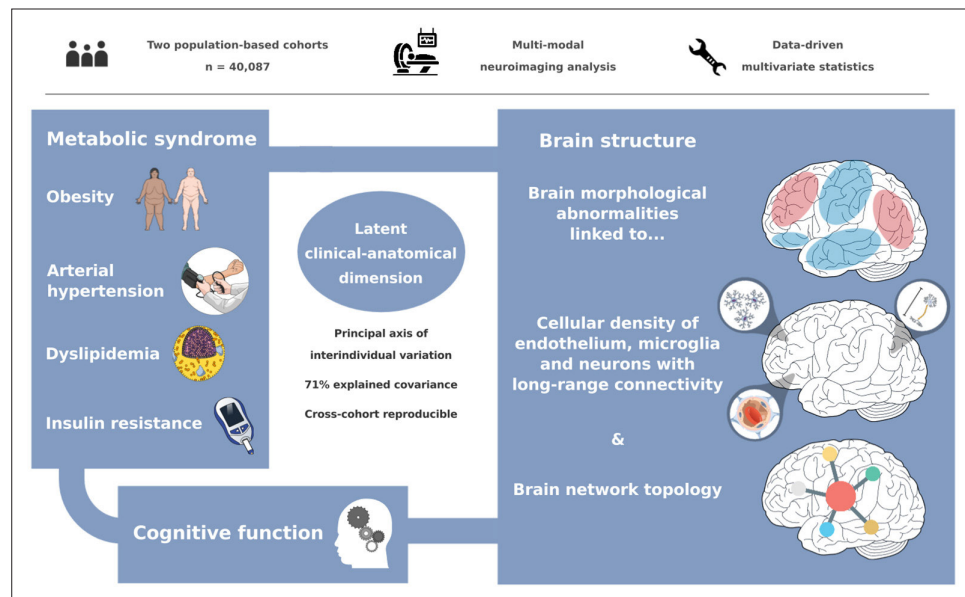 Two population-based cohorts
n = 40,087
Multi-modal
neuroimaging analysis
Data-driven
multivariate statistics
Metabolic syndrome
Obesity
Arterial
hypertension
Dyslipidemia
Insulin resistance
Latent
clinical-anatomical
dimension
Principal axis of
interindividual variation
71% explained covariance
Cross-cohort reproducible
Brain structure
Brain morphological
abnormalities
linked to...
Cellular density of
endothelium, microglia
and neurons with
long-range connectivity
&
Brain network topology
Cognitive function